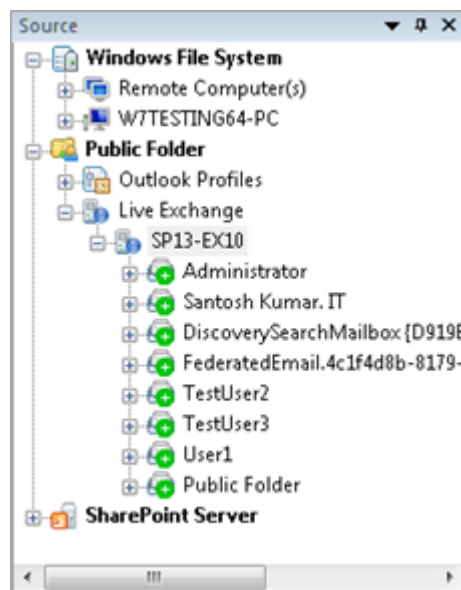 Source
Windows File System
Remote Computer(s)
W7TESTING64-PC
Public Folder
Outlook Profiles
Live Exchange
SP13-EX10
Administrator
Santosh Kumar. IT
DiscoverySearchMailbox {D919E
FederatedEmail.4c1f4d8b-8179-
TestUser2
TestUser3
User1
Public Folder
SharePoint Server